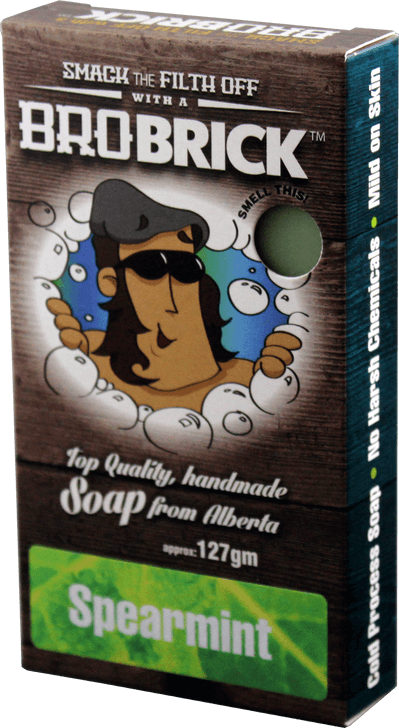 SMACK THE FILTH OFF
WITH A
BROBRICK™
SMELL THIS!
Top Quality, handmade
Soap from Alberta
approx: 127gm
Spearmint
Cold Process Soap • No Harsh Chemicals • Mild on Skin